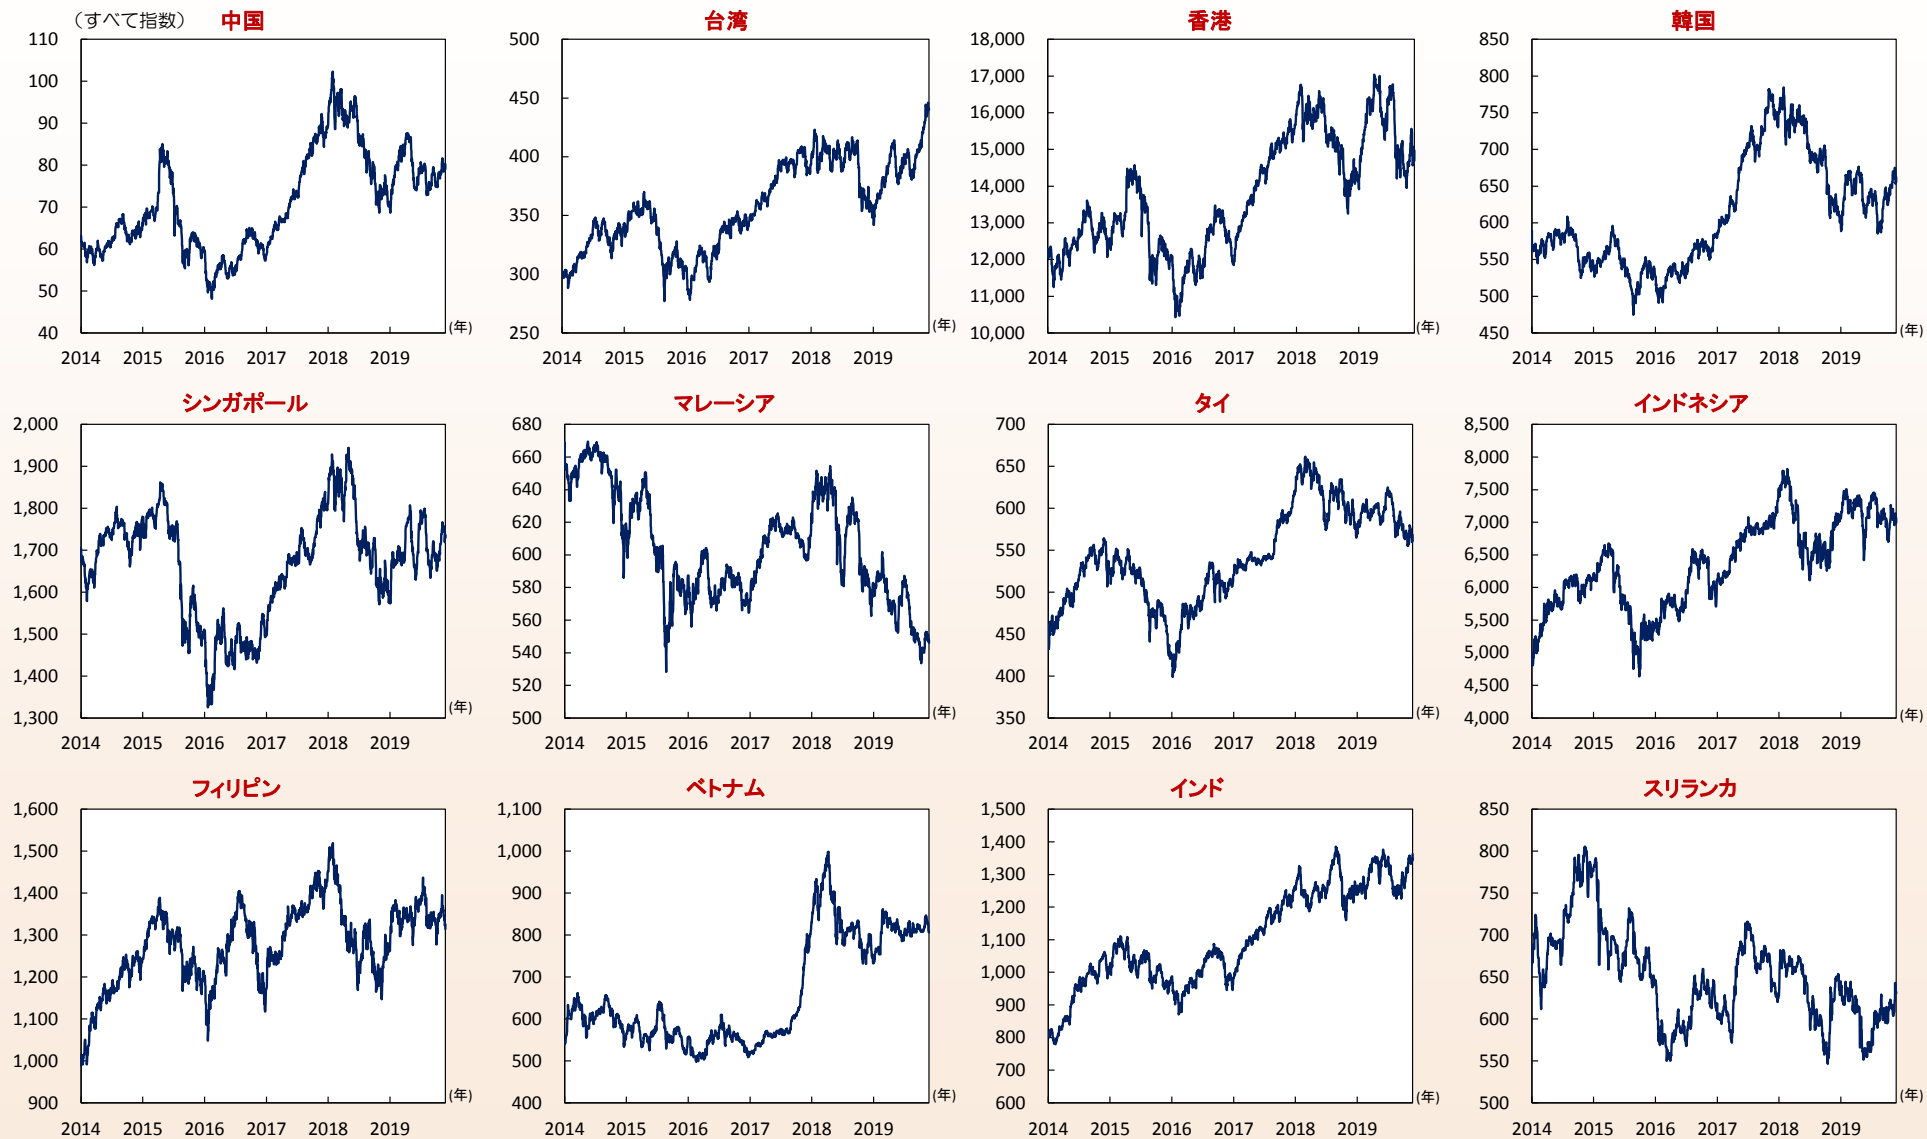 （すべて指数） 中国 台湾 香港 韓国
110 500 18,000 850
100 450 17,000 800
90 400 16,000 750
80 350 15,000 700
70 300 14,000 650
60 250 13,000 600
50 12,000 550
40 11,000 500
10,000 450
(年) (年) (年) (年)
2014 2015 2016 2017 2018 2019 2014 2015 2016 2017 2018 2019 2014 2015 2016 2017 2018 2019 2014 2015 2016 2017 2018 2019
シンガポール マレーシア タイ インドネシア
2,000 680 700 8,500
1,900 660 650 8,000
1,800 640 600 7,500
1,700 620 550 7,000
1,600 600 500 6,500
1,500 580 450 6,000
1,400 560 400 5,500
1,300 540 350 5,000
520 4,500
500 4,000
(年) (年) (年) (年)
2014 2015 2016 2017 2018 2019 2014 2015 2016 2017 2018 2019 2014 2015 2016 2017 2018 2019 2014 2015 2016 2017 2018 2019
フィリピン ベトナム インド スリランカ
1,600 1,100 1,500 850
1,500 1,000 1,400 800
1,400 900 1,300 750
1,300 800 1,200 700
1,200 700 1,100 650
1,100 600 1,000 600
1,000 500 900 550
900 400 800 500
700
600
(年) (年) (年) (年)
2014 2015 2016 2017 2018 2019 2014 2015 2016 2017 2018 2019 2014 2015 2016 2017 2018 2019 2014 2015 2016 2017 2018 2019